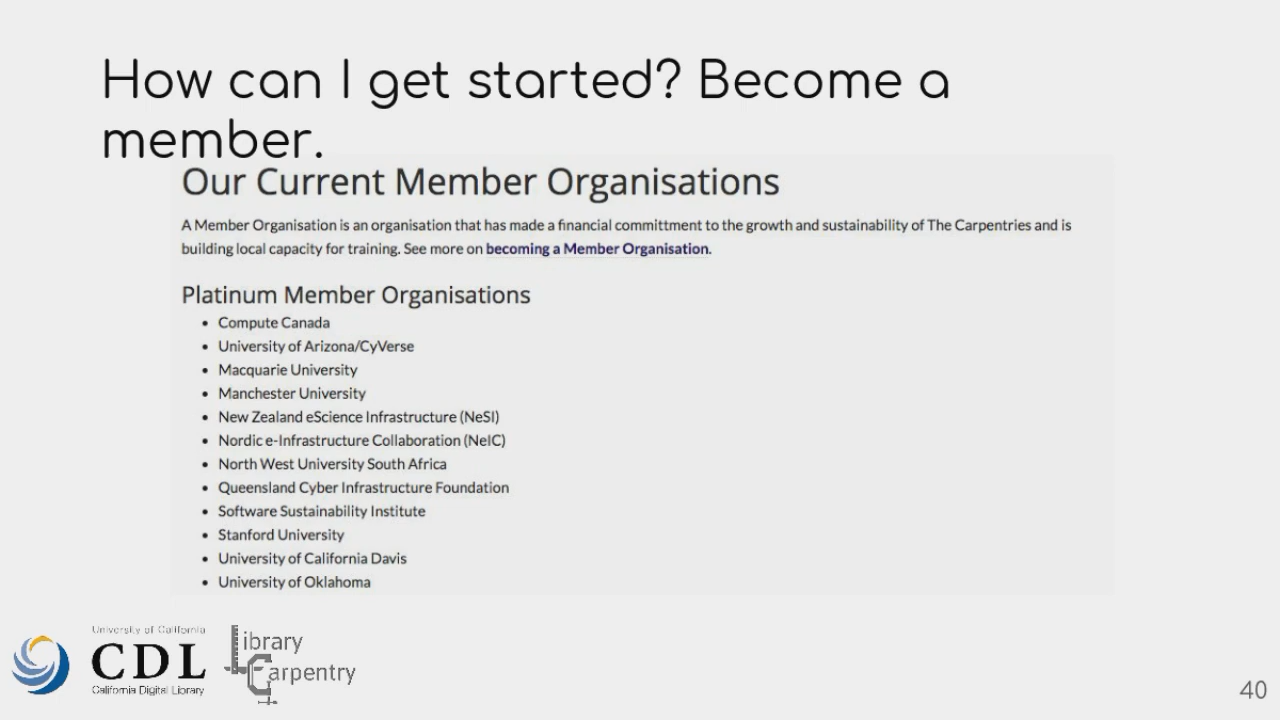 How can I get started? Become a
member.
Our Current Member Organisations
A Member Organisation is an organisation that has made a financial committment to the growth and sustainability of The Carpentries and is
building local capacity for training. See more on becoming a Member Organisation.
Platinum Member Organisations
• Compute Canada
• University of Arizona/CyVerse
• Macquarie University
• Manchester University
• New Zealand eScience Infrastructure (NeSI)
• Nordic e-Infrastructure Collaboration (NeIC)
• North West University South Africa
• Queensland Cyber Infrastructure Foundation
• Software Sustainability Institute
• Stanford University
• University of California Davis
• University of Oklahoma
University of California
CDL
California Digital Library
Library
Carpentry
40